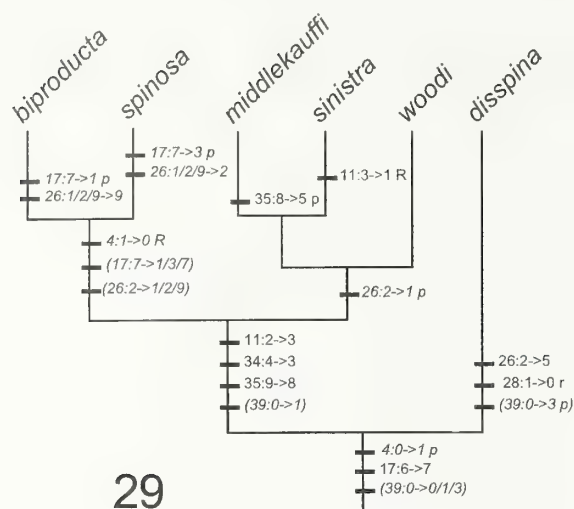 biproducta
spinosa
middlekauffi
sinistra
woodi
disspina
17:7->3 p
26:1/2/9->2
17:7->1 p
26:1/2/9->9
11:3->1 R
35:8->5 p
4:1->0 R
(17:7->1/3/7)
(26:2->1/2/9)
26:2->1 p
11:2->3
34:4->3
35:9->8
(39:0->1)
26:2->5
28:1->0 r
(39:0->3 p)
4:0->1 p
17:6->7
(39:0->0/1/3)
29